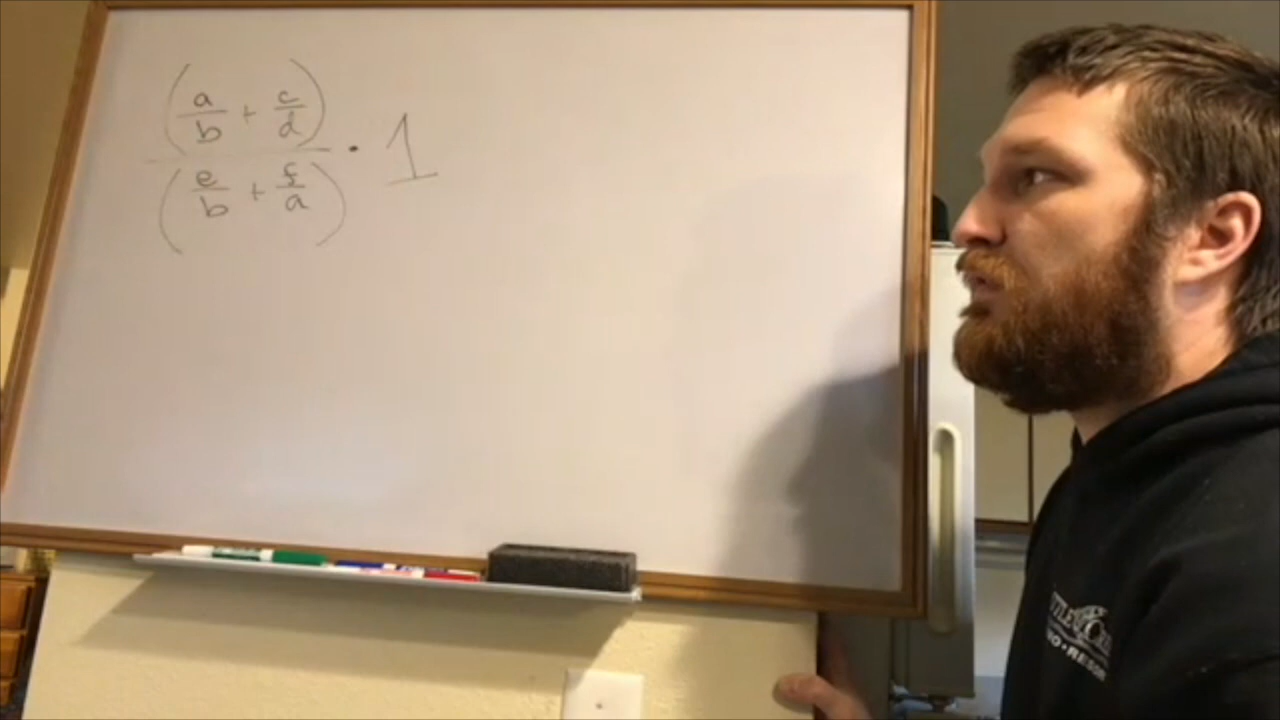 (a/b + c/d)
/ · 1
(e/b + f/a)